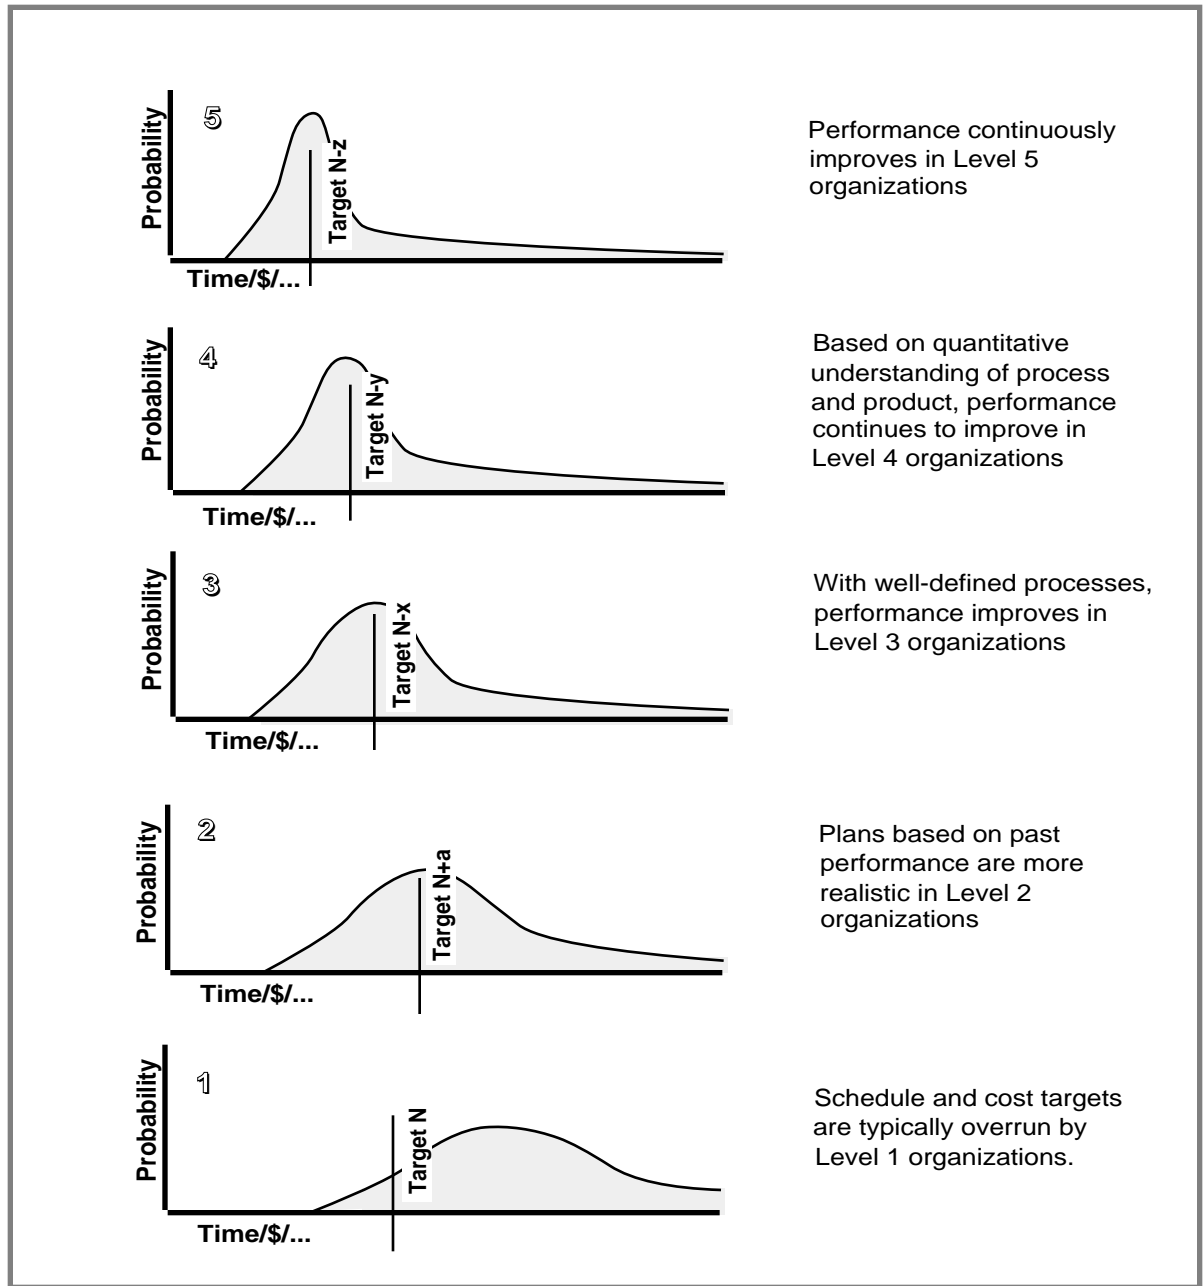 5
Probability
Target N-z
Time/$/...
Performance continuously
improves in Level 5
organizations
4
Probability
Target N-y
Time/$/...
Based on quantitative
understanding of process
and product, performance
continues to improve in
Level 4 organizations
3
Probability
Target N-x
Time/$/...
With well-defined processes,
performance improves in
Level 3 organizations
2
Probability
Target N+a
Time/$/...
Plans based on past
performance are more
realistic in Level 2
organizations
1
Probability
Target N
Time/$/...
Schedule and cost targets
are typically overrun by
Level 1 organizations.